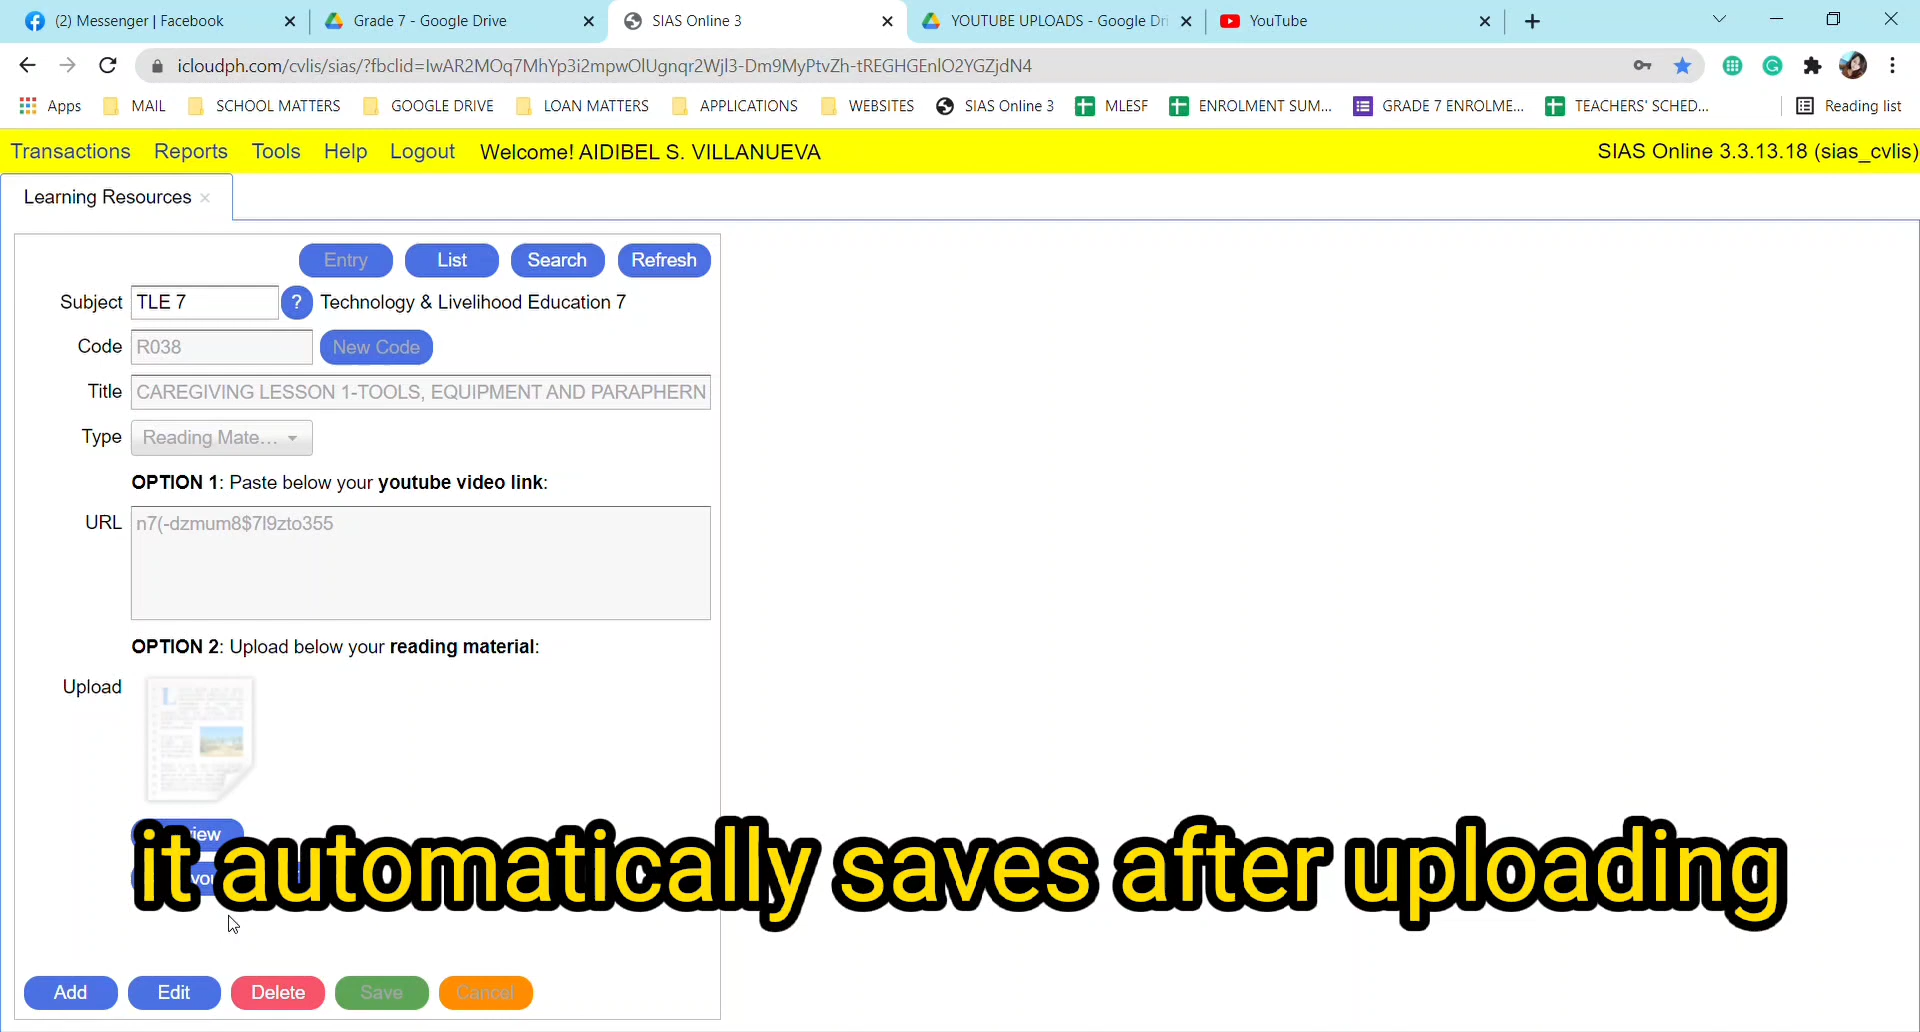 (2) Messenger | Facebook
Grade 7 - Google Drive
SIAS Online 3
YOUTUBE UPLOADS - Google Dri
YouTube
icloudph.com/cvlis/sias/?fbclid=IwAR2MOq7MhYp3i2mpwOlUgnqr2Wjl3-Dm9MyPtvZh-tREGHGEnlO2YGZjdN4
Apps MAIL SCHOOL MATTERS GOOGLE DRIVE LOAN MATTERS APPLICATIONS WEBSITES SIAS Online 3 MLESF ENROLMENT SUM... GRADE 7 ENROLME... TEACHERS' SCHED... Reading list
Transactions Reports Tools Help Logout Welcome! AIDIBEL S. VILLANUEVA SIAS Online 3.3.13.18 (sias_cvlis)
Learning Resources
Entry List Search Refresh
Subject TLE 7 ? Technology & Livelihood Education 7
Code R038 New Code
Title CAREGIVING LESSON 1-TOOLS, EQUIPMENT AND PARAPHERN
Type Reading Mate...
OPTION 1: Paste below your youtube video link:
URL n7(-dzmum8$7l9zto355
OPTION 2: Upload below your reading material:
Upload
it automatically saves after uploading
Add Edit Delete Save Cancel